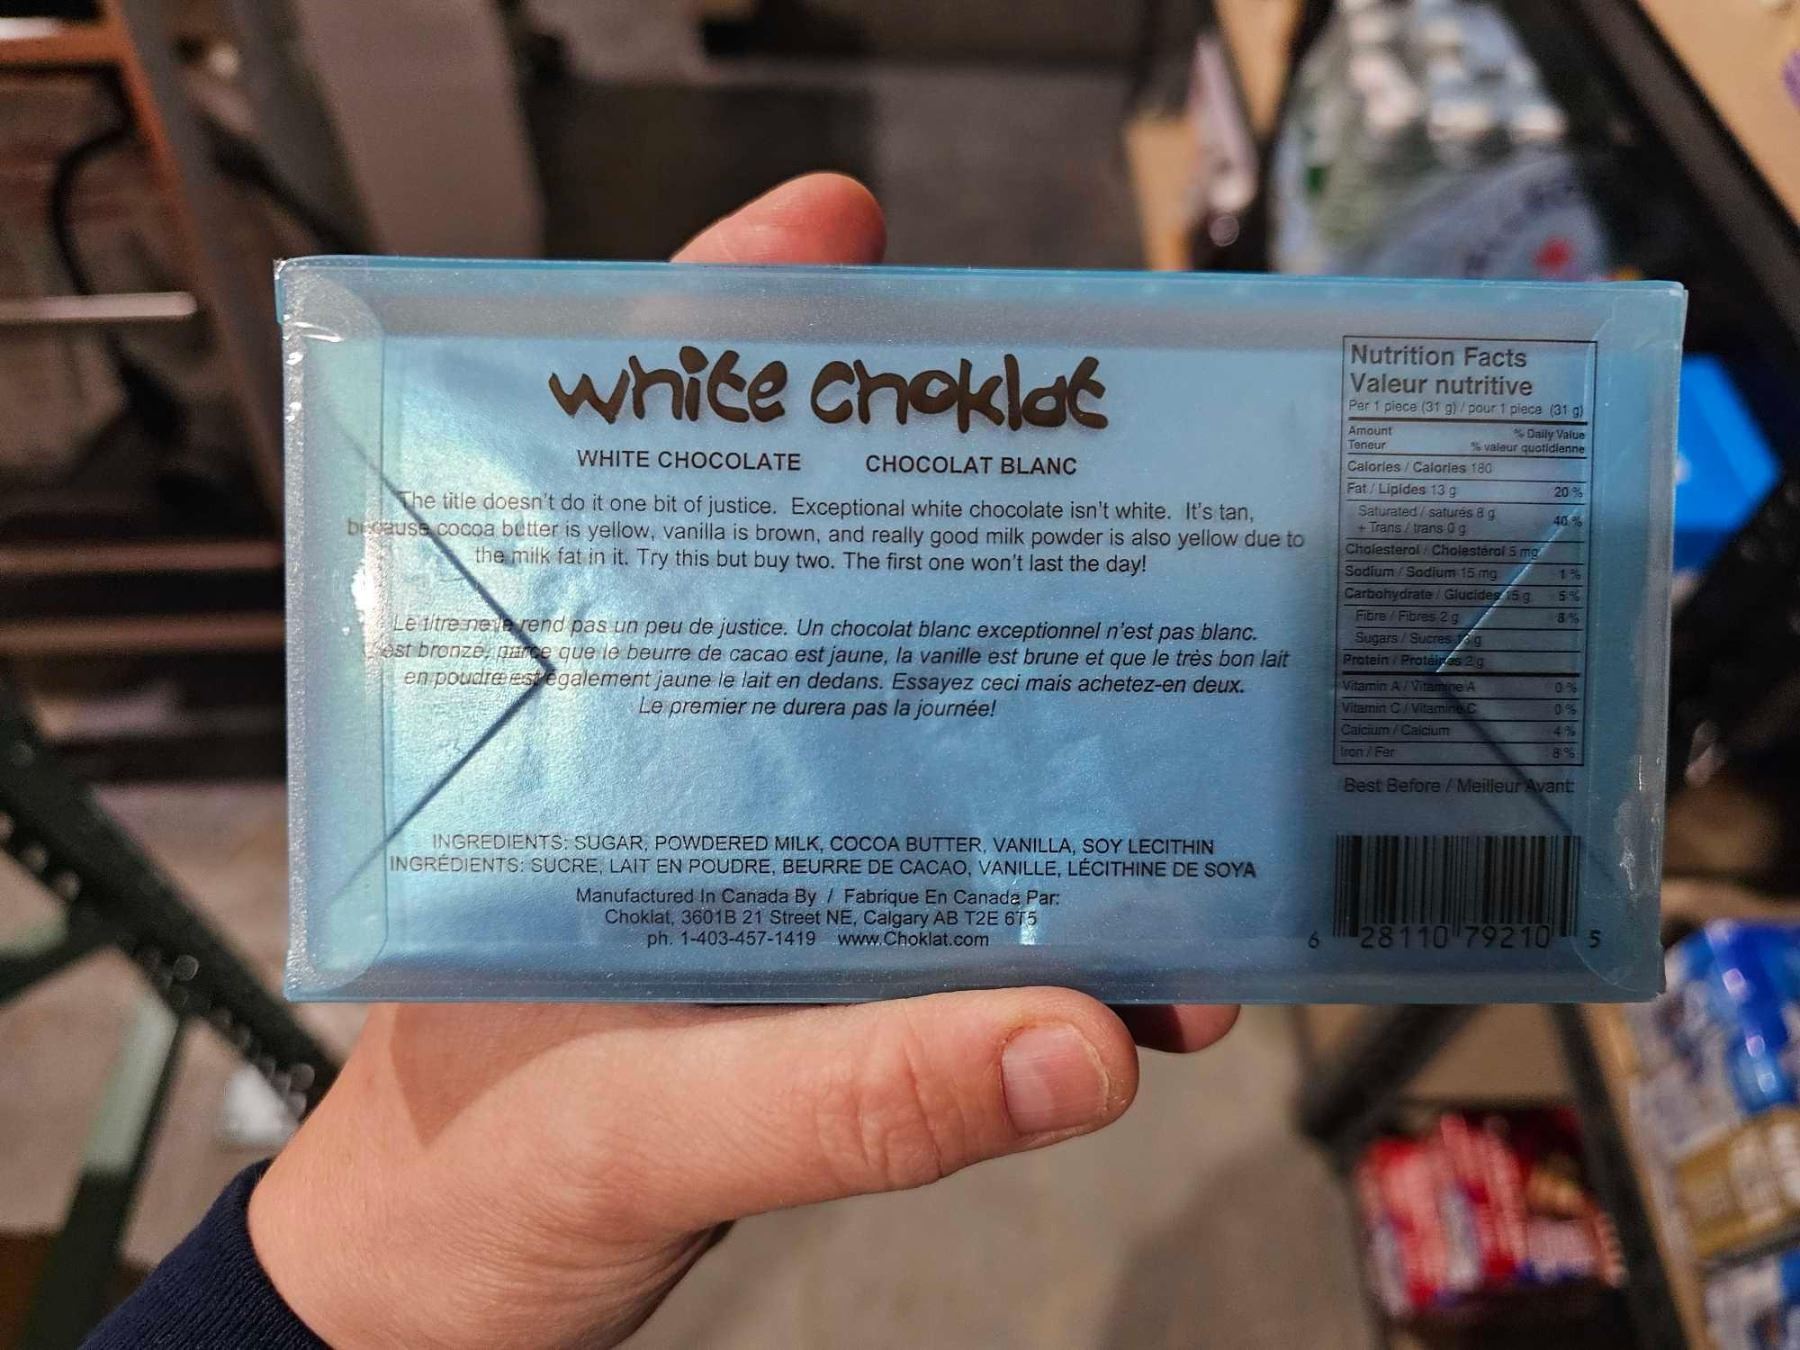 white choklat
WHITE CHOCOLATE CHOCOLAT BLANC
The title doesn't do it one bit of justice. Exceptional white chocolate isn't white. It's tan,
because cocoa butter is yellow, vanilla is brown, and really good milk powder is also yellow due to
the milk fat in it. Try this but buy two. The first one won't last the day!
Le titre ne le rend pas un peu de justice. Un chocolat blanc exceptionnel n'est pas blanc.
est bronze, parce que le beurre de cacao est jaune, la vanille est brune et que le très bon lait
en poudre est également jaune le lait en dedans. Essayez ceci mais achetez-en deux.
Le premier ne durera pas la journée!
INGREDIENTS: SUGAR, POWDERED MILK, COCOA BUTTER, VANILLA, SOY LECITHIN
INGRÉDIENTS: SUCRE, LAIT EN POUDRE, BEURRE DE CACAO, VANILLE, LÉCITHINE DE SOYA
Manufactured In Canada By / Fabrique En Canada Par:
Choklat, 3601B 21 Street NE, Calgary AB T2E 6T5
ph. 1-403-457-1419 www.Choklat.com
Nutrition Facts
Valeur nutritive
Per 1 piece (31 g) / pour 1 piece (31 g)
Amount % Daily Value
Teneur % valeur quotidienne
Calories / Calories 180
Fat / Lipides 13 g 20 %
Saturated / saturés 8 g
+ Trans / trans 0 g 40 %
Cholesterol / Cholestérol 5 mg
Sodium / Sodium 15 mg 1 %
Carbohydrate / Glucides 15 g 5 %
Fibre / Fibres 2 g 8 %
Sugars / Sucres g
Protein / Protéines 2 g
Vitamin A / Vitamine A 0 %
Vitamin C / Vitamine C 0 %
Calcium / Calcium 4 %
Iron / Fer 8 %
Best Before / Meilleur Avant:
6 28110 79210 5